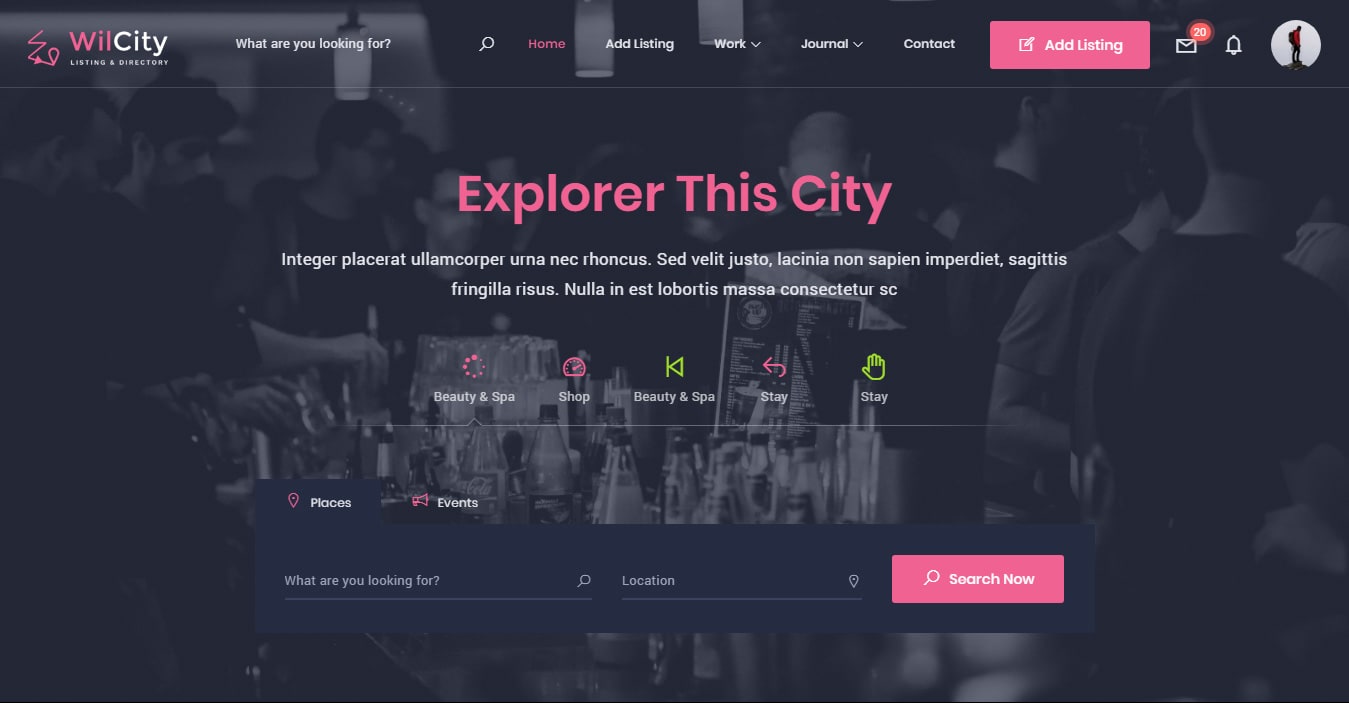 WilCity
LISTING & DIRECTORY
What are you looking for?
Home
Add Listing
Work
Journal
Contact
Add Listing
20
Explorer This City
Integer placerat ullamcorper urna nec rhoncus. Sed velit justo, lacinia non sapien imperdiet, sagittis
fringilla risus. Nulla in est lobortis massa consectetur sc
Beauty & Spa
Shop
Beauty & Spa
Stay
Stay
Places
Events
What are you looking for?
Location
Search Now